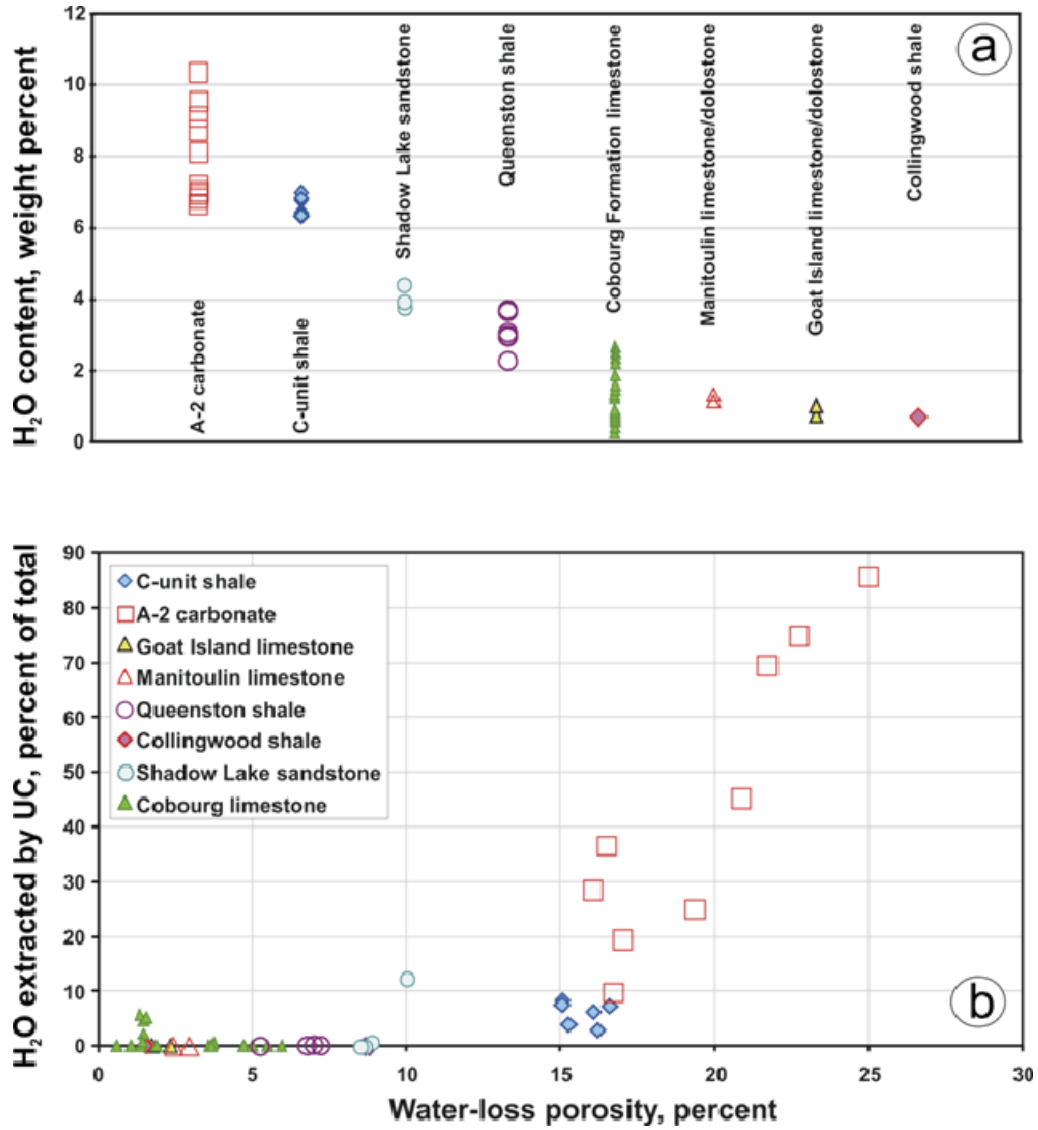 12
10
8
6
4
2
0
H₂O content, weight percent
A-2 carbonate
C-unit shale
Shadow Lake sandstone
Queenston shale
Cobourg Formation limestone
Manitoulin limestone/dolostone
Goat Island limestone/dolostone
Collingwood shale
a
90
80
70
60
50
40
30
20
10
0
H₂O extracted by UC, percent of total
C-unit shale
A-2 carbonate
Goat Island limestone
Manitoulin limestone
Queenston shale
Collingwood shale
Shadow Lake sandstone
Cobourg limestone
b
0 5 10 15 20 25 30
Water-loss porosity, percent